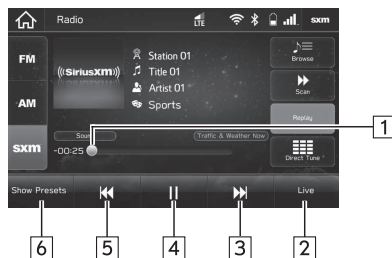 Radio
LTE
sxm
FM
AM
sxm
((SiriusXM))
Station 01
Title 01
Artist 01
Sports
Browse
Scan
Replay
Direct Tune
Sound
Traffic & Weather Now
-00:25
Show Presets
Live
1
6
5
4
3
2